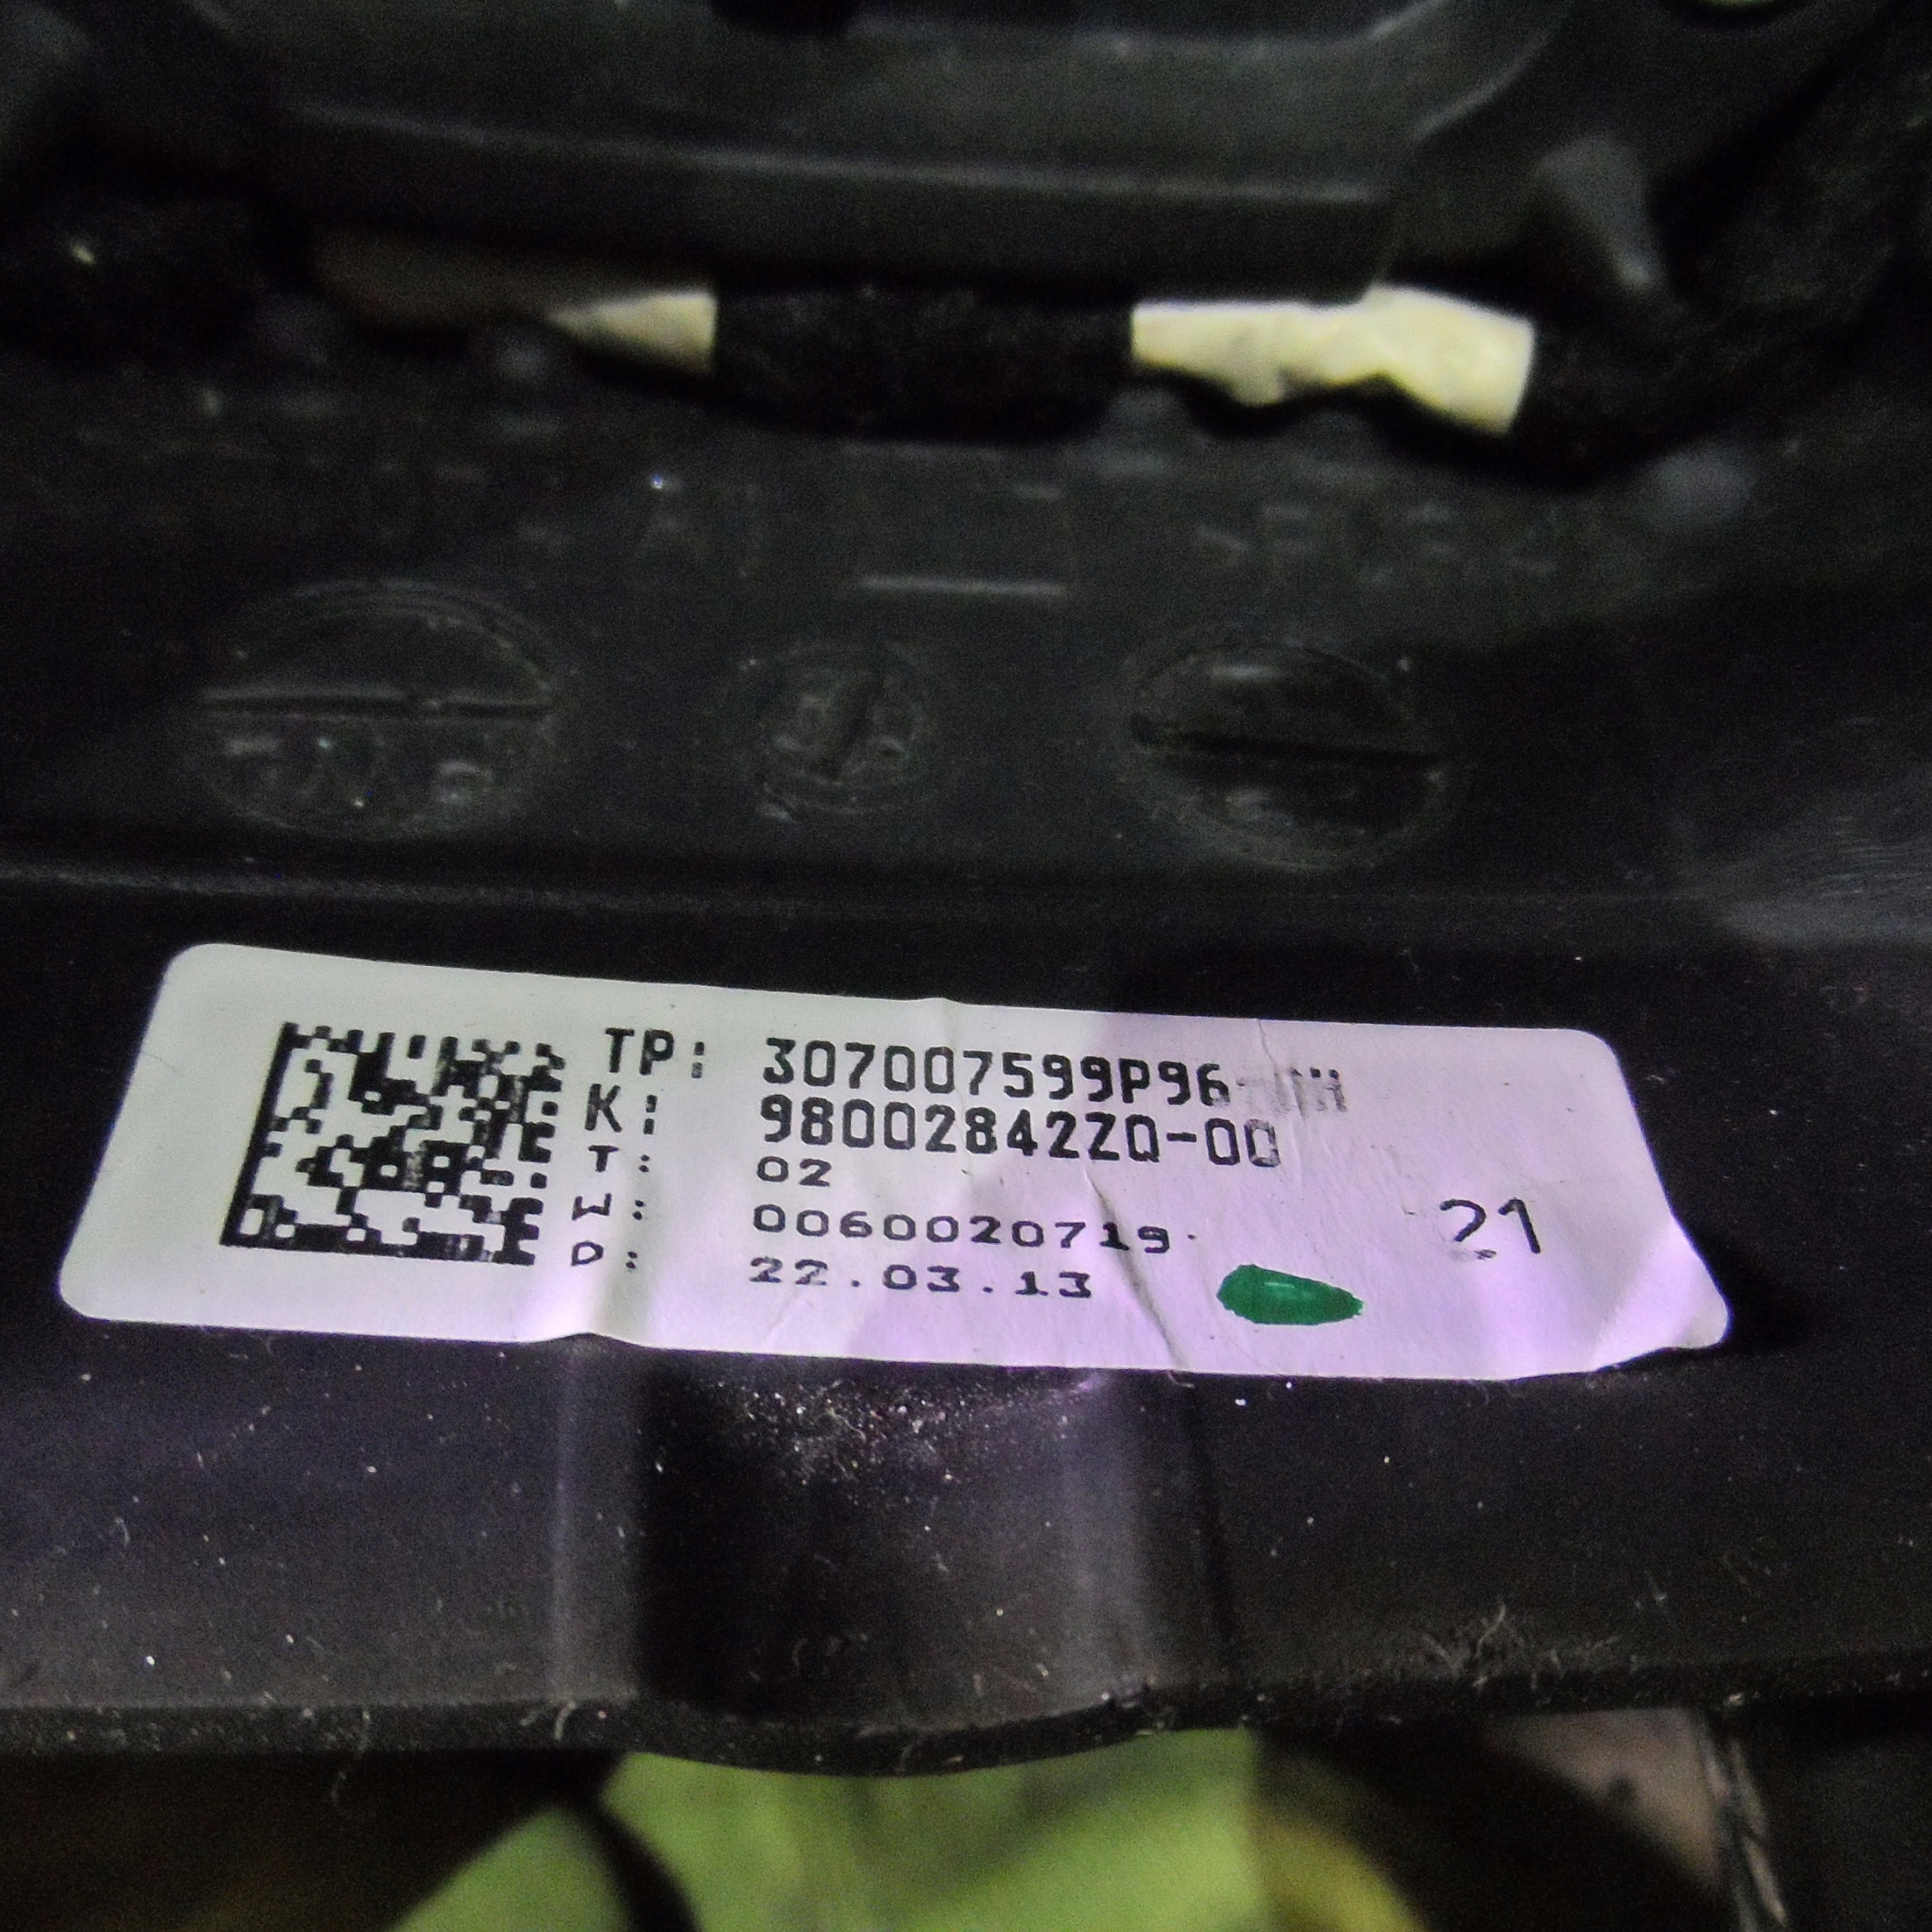 TP: 307007599P96
K: 98002842ZQ-00
T: 02
W: 0060020719
21
D: 22.03.13